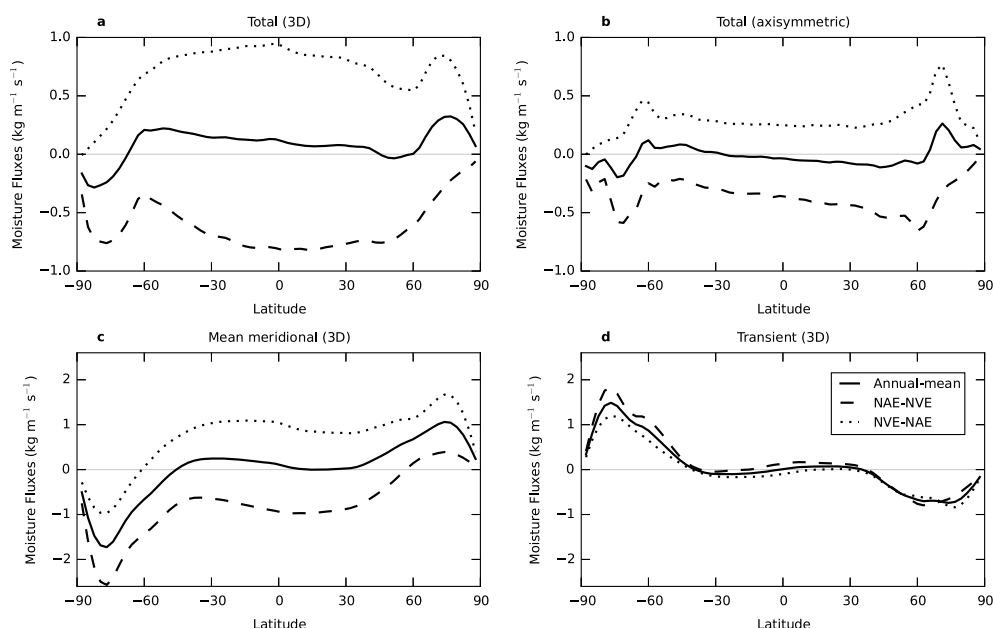 a Total (3D)
Moisture Fluxes (kg m⁻¹ s⁻¹)
1.0
0.5
0.0
−0.5
−1.0
−90 −60 −30 0 30 60 90
Latitude
b Total (axisymmetric)
Moisture Fluxes (kg m⁻¹ s⁻¹)
1.0
0.5
0.0
−0.5
−1.0
−90 −60 −30 0 30 60 90
Latitude
c Mean meridional (3D)
Moisture Fluxes (kg m⁻¹ s⁻¹)
2
1
0
−1
−2
−90 −60 −30 0 30 60 90
Latitude
d Transient (3D)
Moisture Fluxes (kg m⁻¹ s⁻¹)
2
1
0
−1
−2
Annual-mean
NAE-NVE
NVE-NAE
−90 −60 −30 0 30 60 90
Latitude